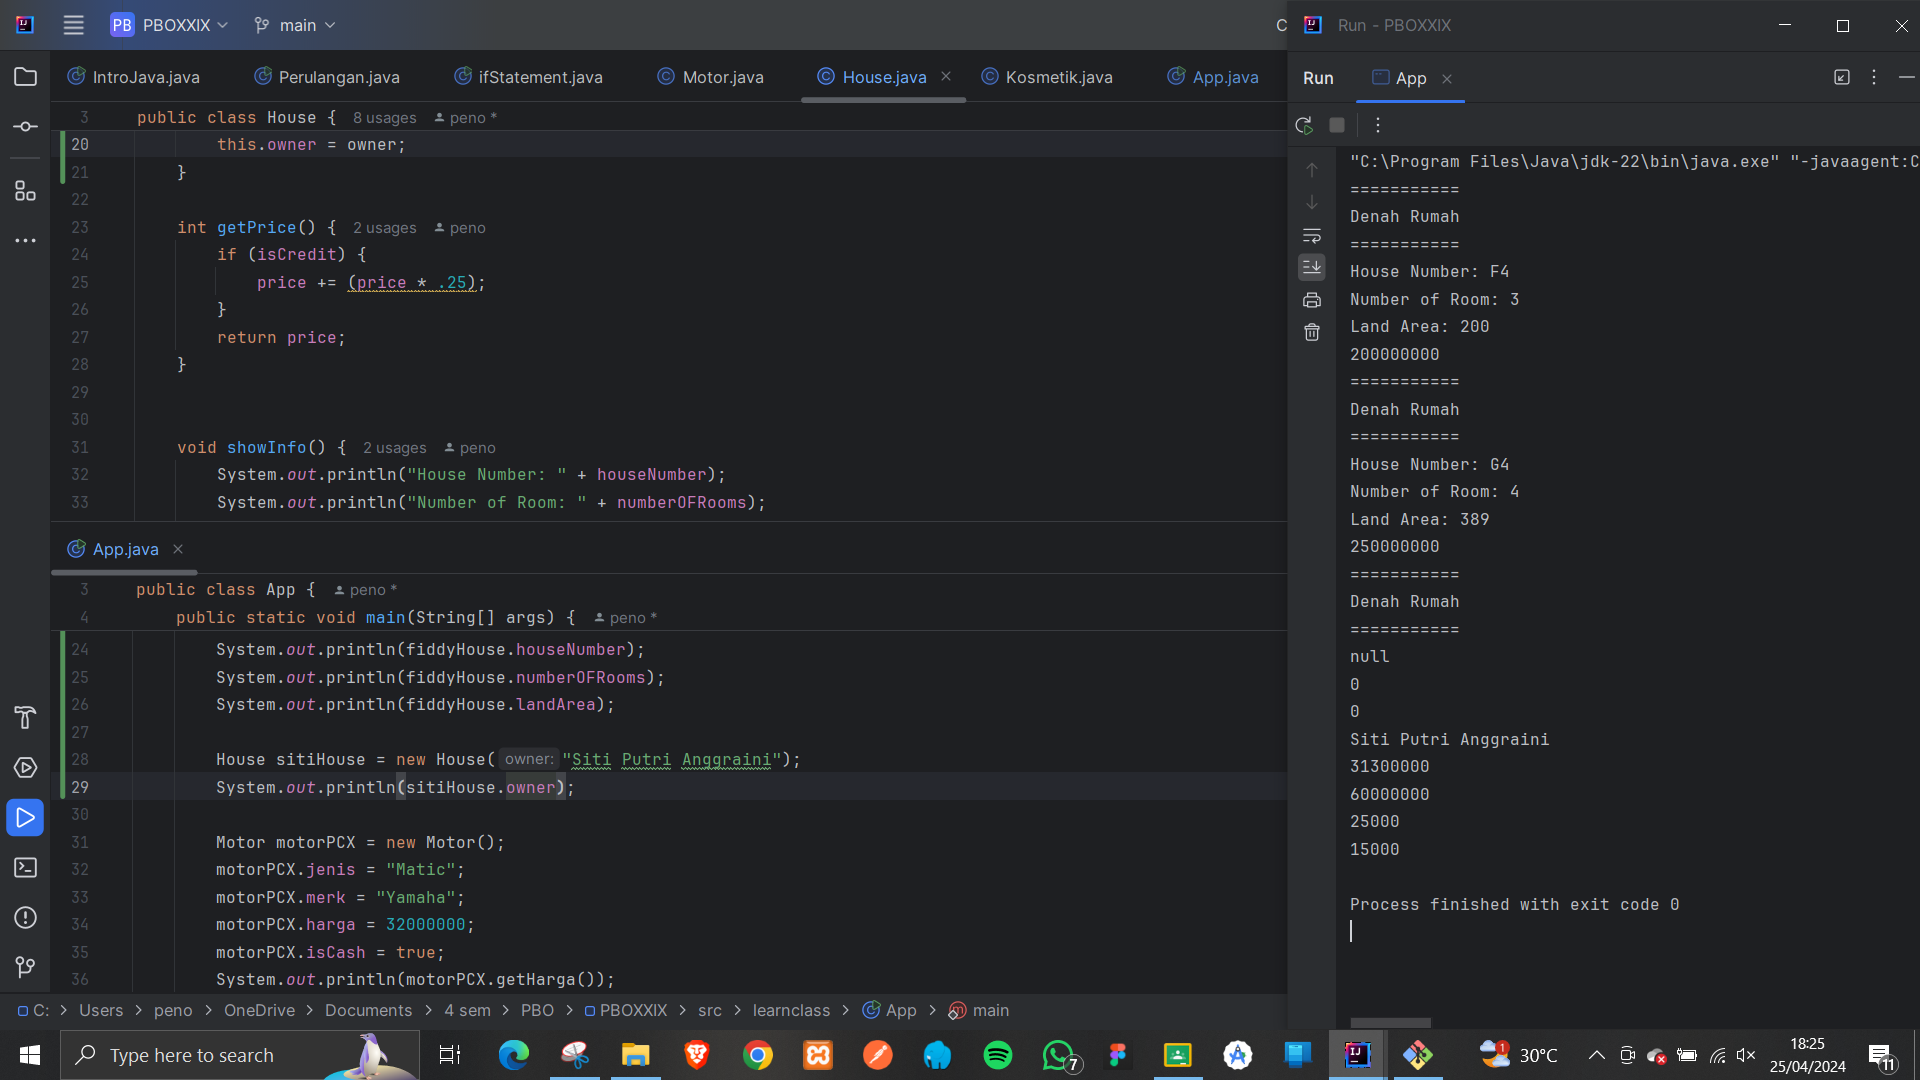 PB PBOXXIX main C
IntroJava.java Perulangan.java ifStatement.java Motor.java House.java Kosmetik.java App.java
3 public class House { 8 usages peno *
20 this.owner = owner;
21 }
22
23 int getPrice() { 2 usages peno
24 if (isCredit) {
25 price += (price * .25);
26 }
27 return price;
28 }
29
30
31 void showInfo() { 2 usages peno
32 System.out.println("House Number: " + houseNumber);
33 System.out.println("Number of Room: " + numberOFRooms);
App.java
3 public class App { peno *
4 public static void main(String[] args) { peno *
24 System.out.println(fiddyHouse.houseNumber);
25 System.out.println(fiddyHouse.numberOFRooms);
26 System.out.println(fiddyHouse.landArea);
27
28 House sitiHouse = new House( owner: "Siti Putri Anggraini");
29 System.out.println(sitiHouse.owner);
30
31 Motor motorPCX = new Motor();
32 motorPCX.jenis = "Matic";
33 motorPCX.merk = "Yamaha";
34 motorPCX.harga = 32000000;
35 motorPCX.isCash = true;
36 System.out.println(motorPCX.getHarga());
C: > Users > peno > OneDrive > Documents > 4 sem > PBO > PBOXXIX > src > learnclass > App > main
Run - PBOXXIX
Run App
"C:\Program Files\Java\jdk-22\bin\java.exe" "-javaagent:C
===========
Denah Rumah
===========
House Number: F4
Number of Room: 3
Land Area: 200
200000000
===========
Denah Rumah
===========
House Number: G4
Number of Room: 4
Land Area: 389
250000000
===========
Denah Rumah
===========
null
0
0
Siti Putri Anggraini
31300000
60000000
25000
15000
Process finished with exit code 0
Type here to search
7
1
30°C
18:25
25/04/2024
11